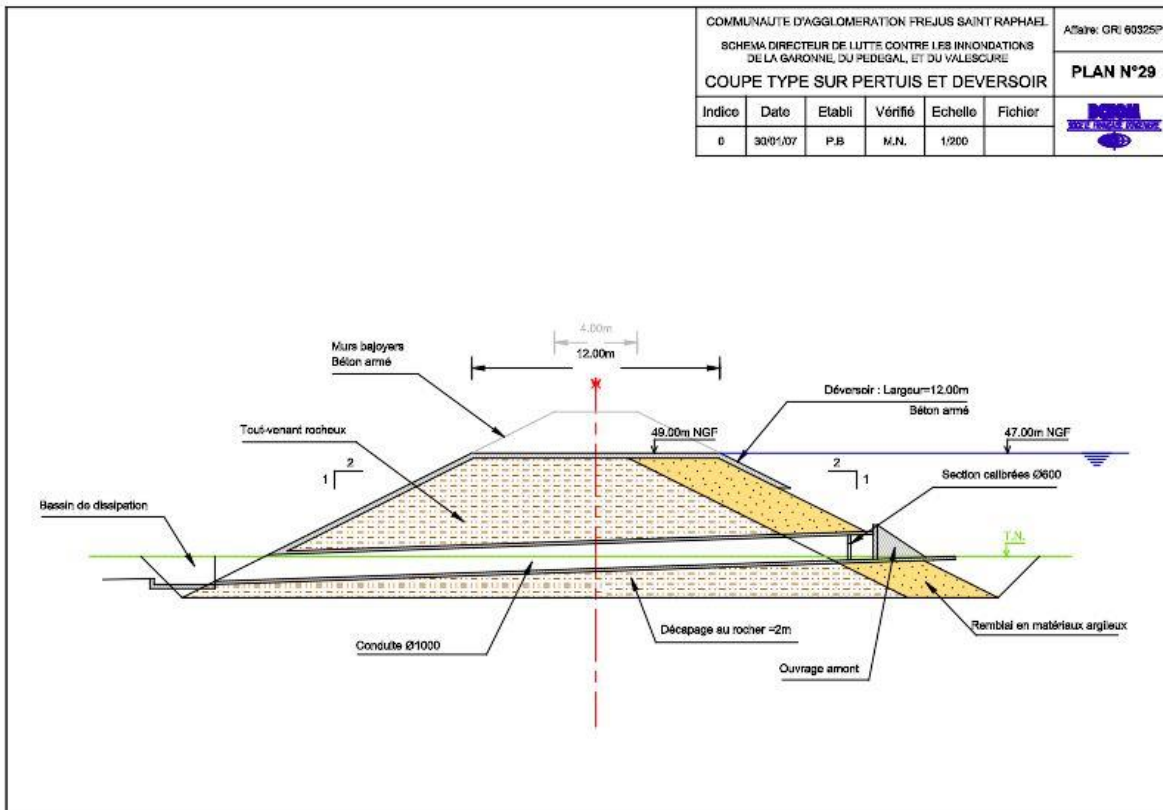 COMMUNAUTE D'AGGLOMERATION FREJUS SAINT RAPHAEL
Affaire: GRI 60325P
SCHEMA DIRECTEUR DE LUTTE CONTRE LES INNONDATIONS
DE LA GARONNE, DU PEDEGAL, ET DU VALESCURE
COUPE TYPE SUR PERTUIS ET DEVERSOIR
PLAN N°29
Indice Date Etabli Vérifié Echelle Fichier
0 30/01/07 P.B M.N. 1/200
4.00m
Murs bajoyers
Béton armé
12.00m
Déversoir : Largeur=12.00m
Béton armé
Tout-venant rocheux
49.00m NGF
47.00m NGF
2
1
2
1
Section calibrées Ø600
Bassin de dissipation
T.N.
Conduite Ø1000
Décapage au rocher =2m
Remblai en matériaux argileux
Ouvrage amont